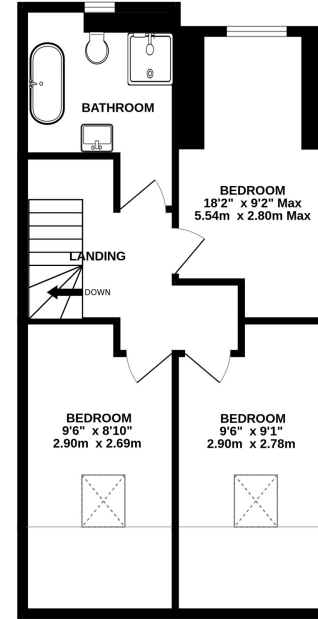 BATHROOM
BEDROOM
18'2" x 9'2" Max
5.54m x 2.80m Max
LANDING
DOWN
BEDROOM
9'6" x 8'10"
2.90m x 2.69m
BEDROOM
9'6" x 9'1"
2.90m x 2.78m